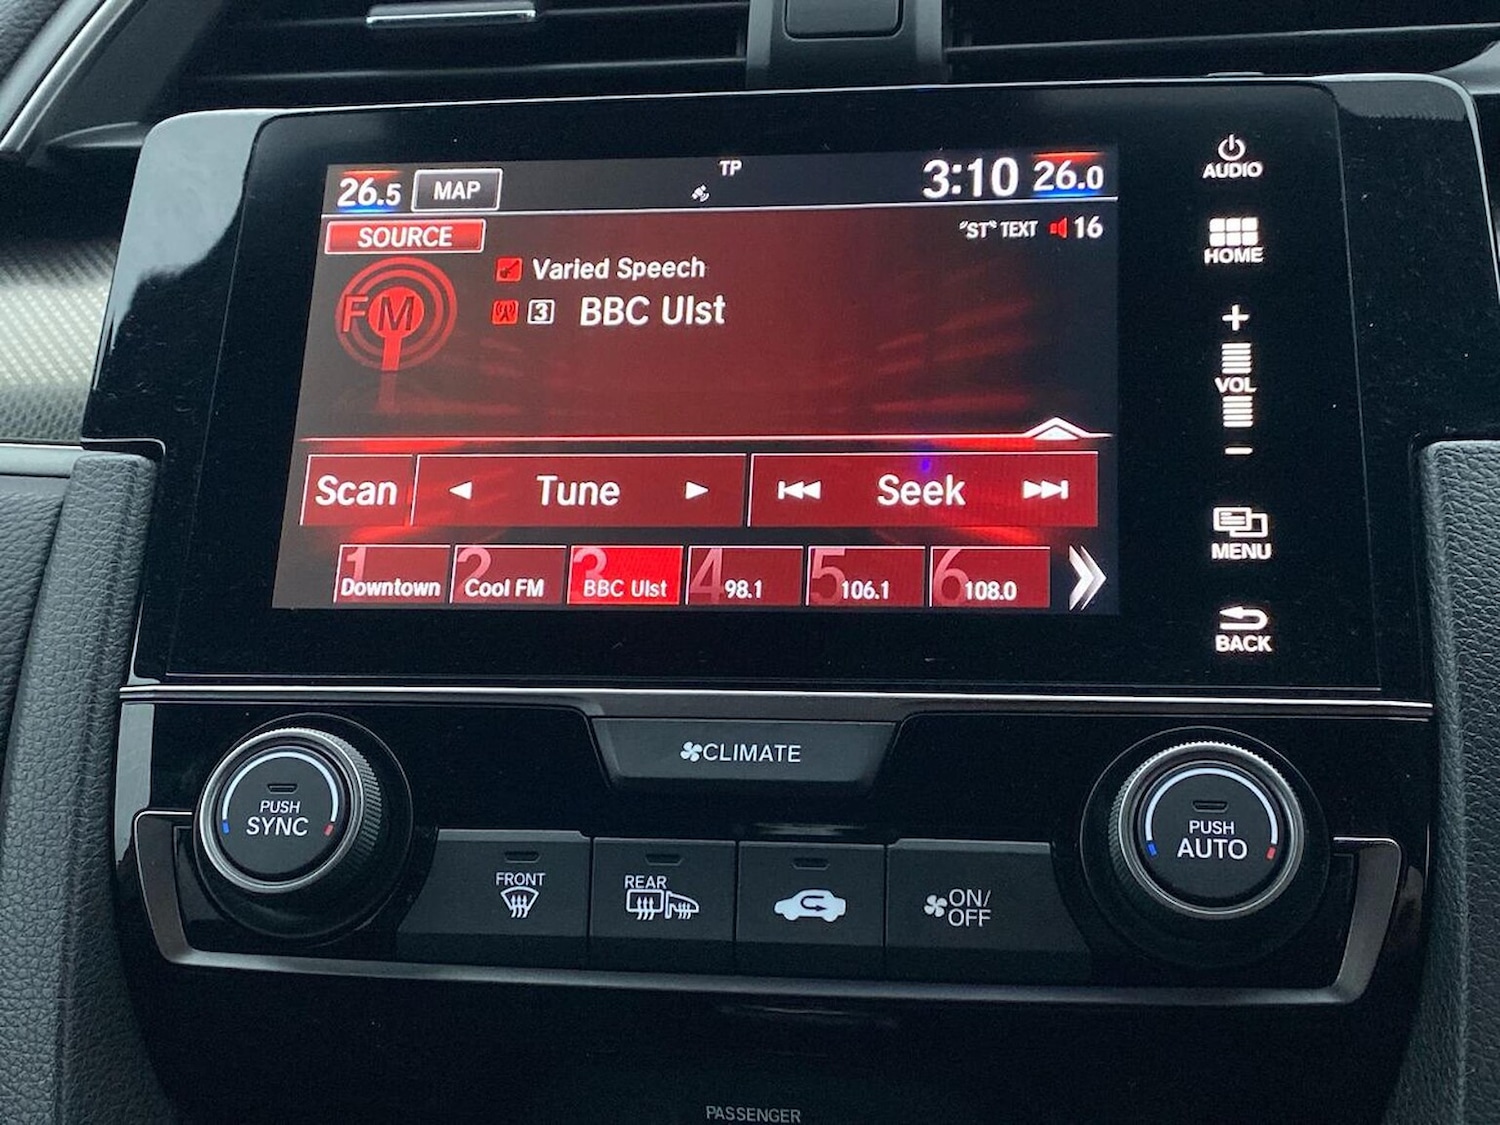 26.5 MAP TP 3:10 26.0
SOURCE "ST" TEXT 16
FM Varied Speech
3 BBC Ulst
Scan Tune Seek
1 Downtown 2 Cool FM 3 BBC Ulst 4 98.1 5 106.1 6 108.0
AUDIO
HOME
+
VOL
-
MENU
BACK
CLIMATE
PUSH
SYNC
FRONT
REAR
ON/
OFF
PUSH
AUTO
PASSENGER